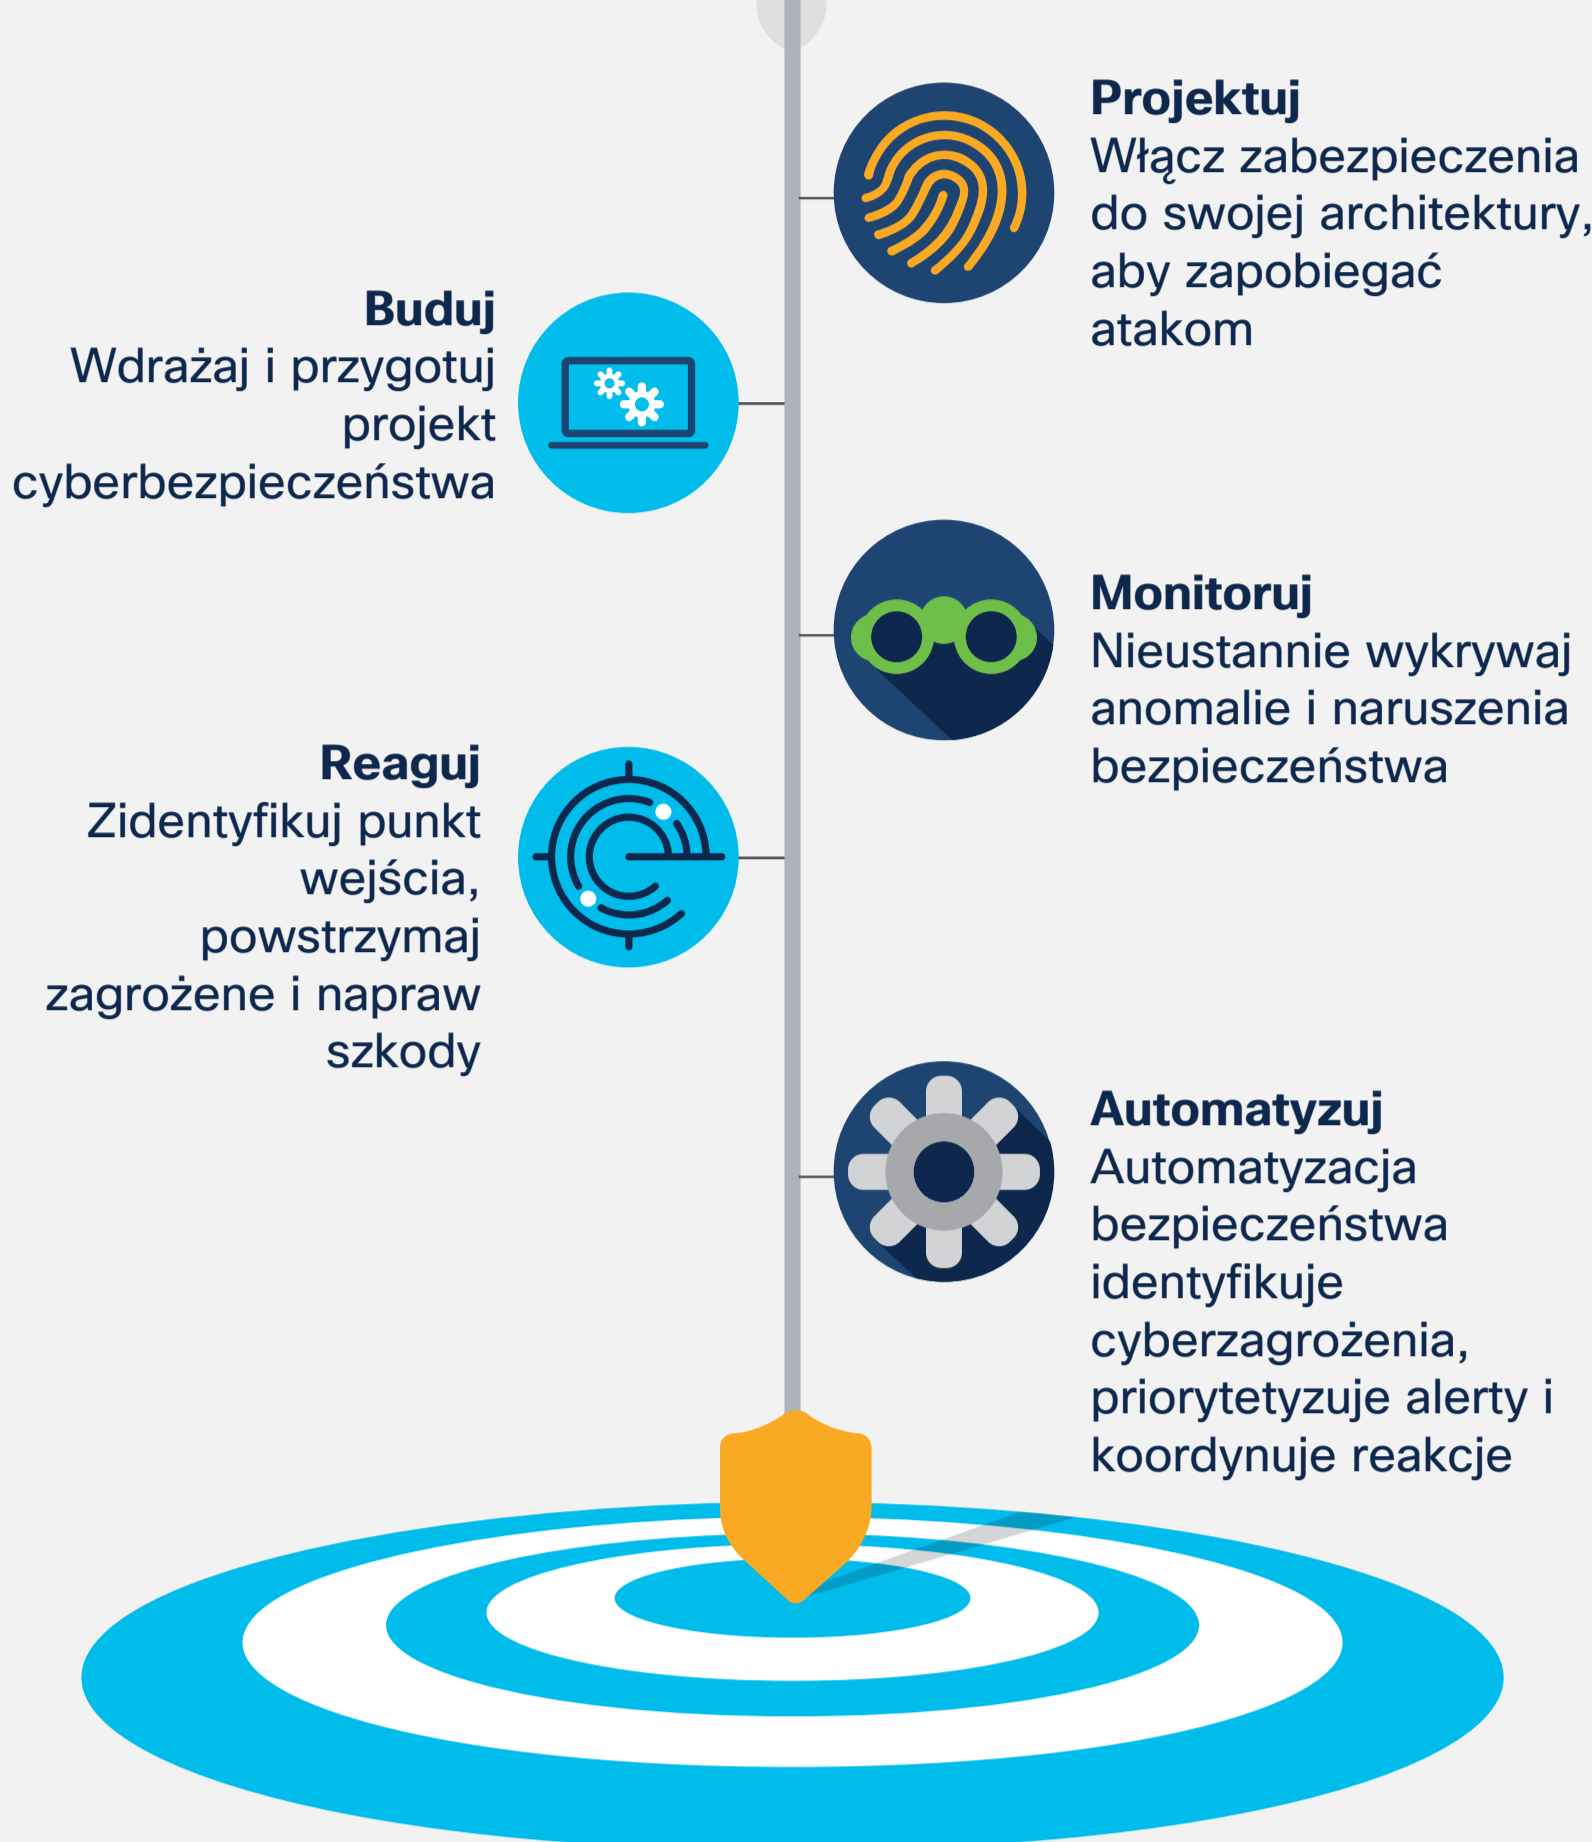 Projektuj
Włącz zabezpieczenia
do swojej architektury,
aby zapobiegać
atakom
Buduj
Wdrażaj i przygotuj
projekt
cyberbezpieczeństwa
Monitoruj
Nieustannie wykrywaj
anomalie i naruszenia
bezpieczeństwa
Reaguj
Zidentyfikuj punkt
wejścia,
powstrzymaj
zagrożene i napraw
szkody
Automatyzuj
Automatyzacja
bezpieczeństwa
identyfikuje
cyberzagrożenia,
priorytetyzuje alerty i
koordynuje reakcje